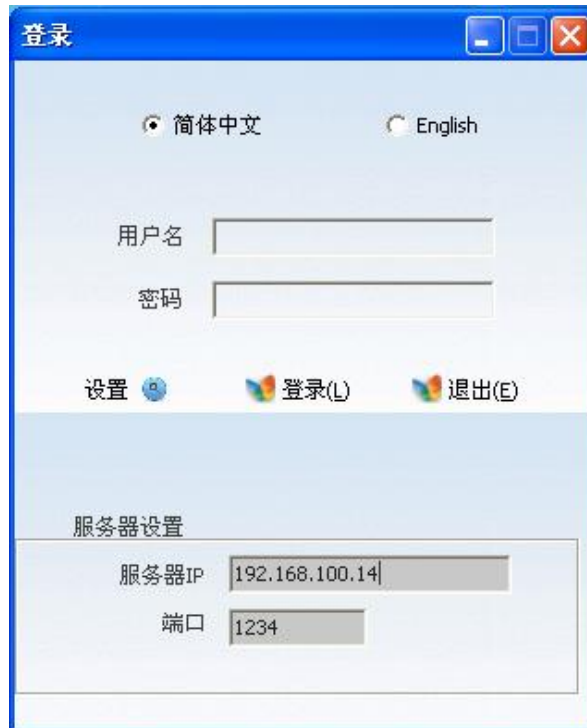 登录
简体中文 English
用户名
密码
设置 登录(L) 退出(E)
服务器设置
服务器IP 192.168.100.14
端口 1234